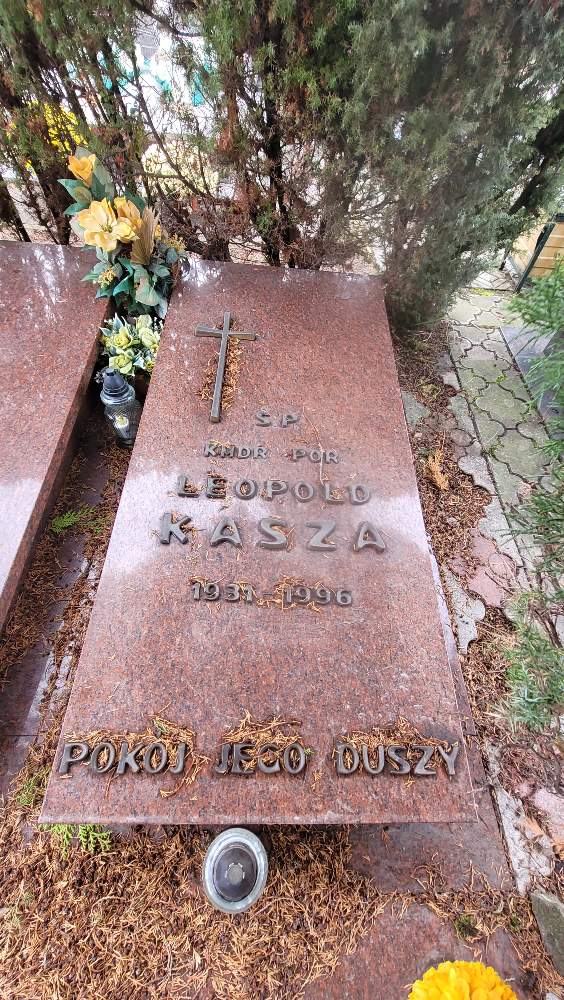 Ś.P.
KMDR POR
LEOPOLD
KASZA
1931 - 1996
POKÓJ JEGO DUSZY